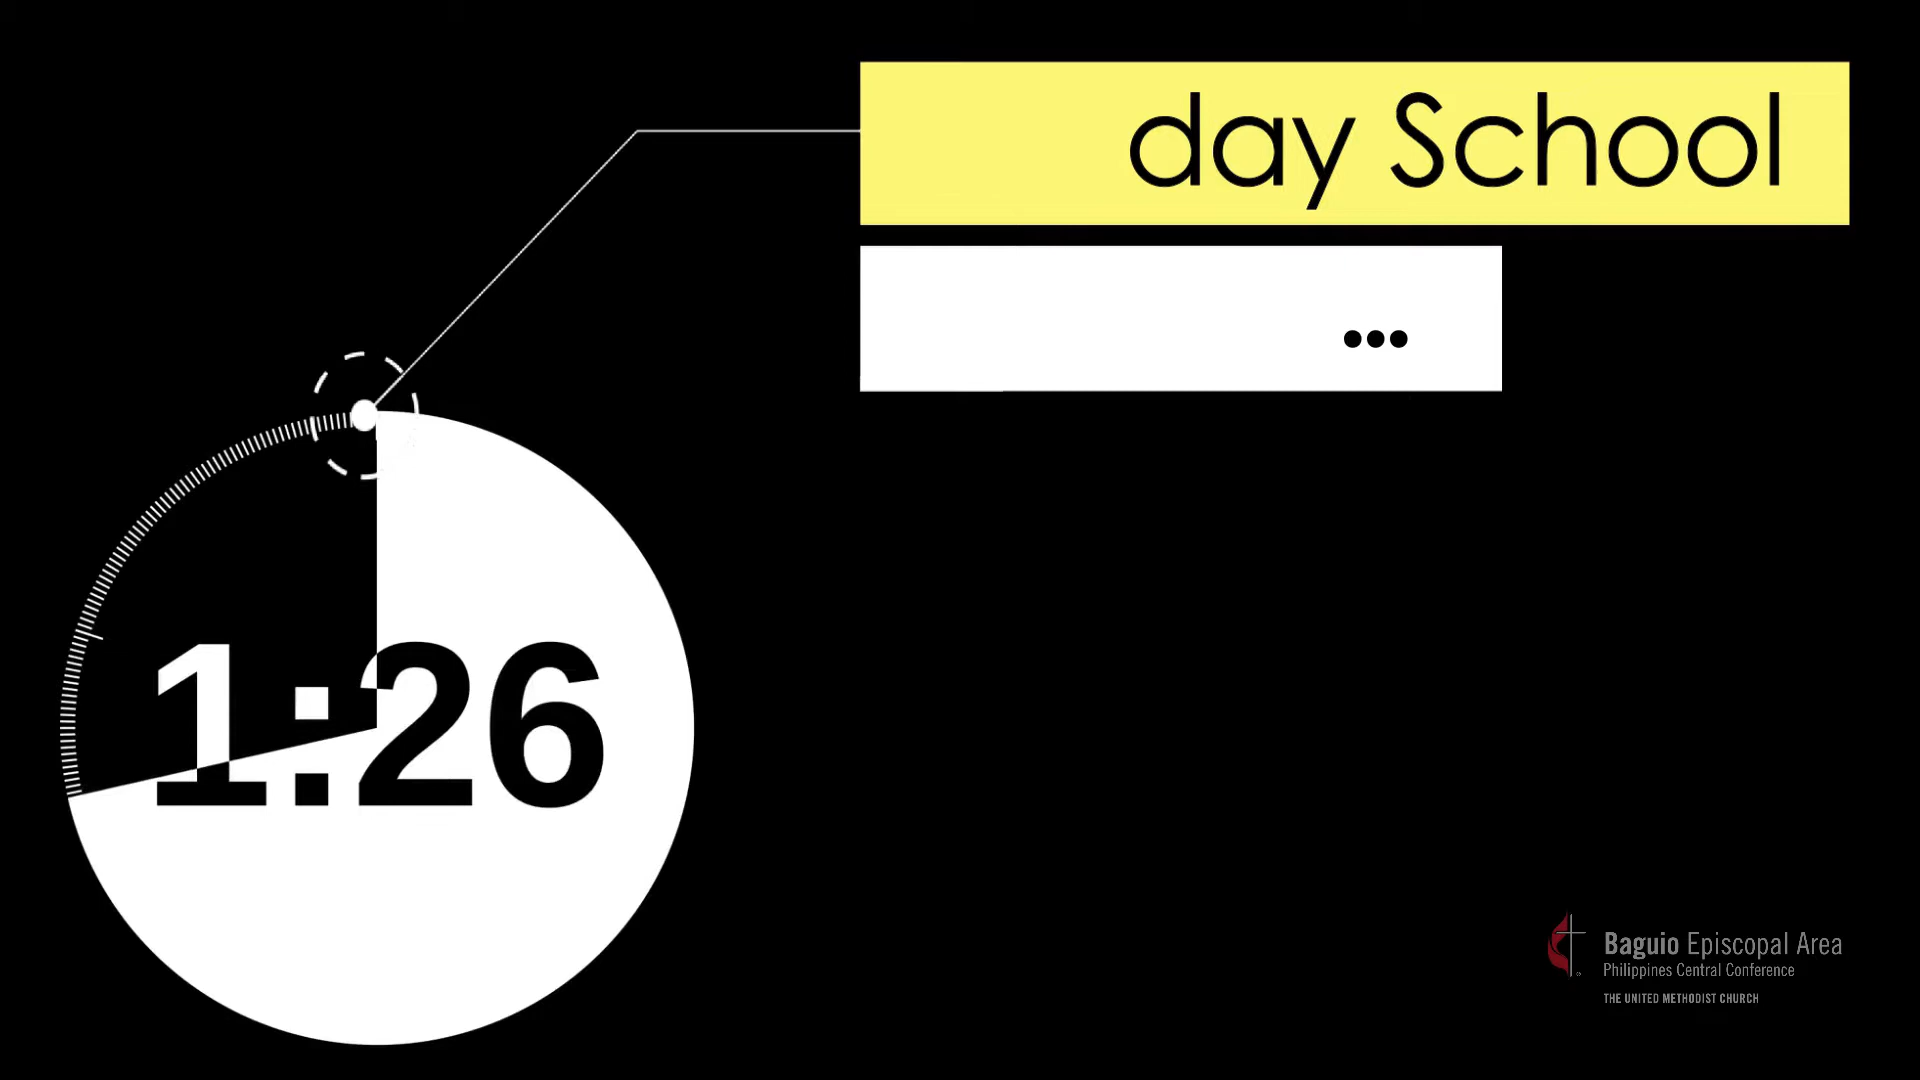 day School
...
1:26
Baguio Episcopal Area
Philippines Central Conference
THE UNITED METHODIST CHURCH